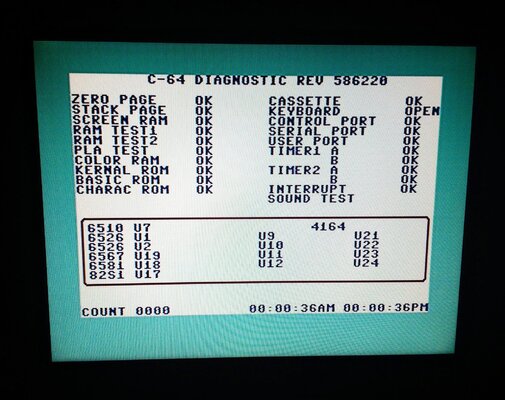 C-64 DIAGNOSTIC REV 586220
ZERO PAGE OK CASSETTE OK
STACK PAGE OK KEYBOARD OPEN
SCREEN RAM OK CONTROL PORT OK
RAM TEST1 OK SERIAL PORT OK
RAM TEST2 OK USER PORT OK
PLA TEST OK TIMER1 A OK
COLOR RAM OK B OK
KERNAL ROM OK TIMER2 A OK
BASIC ROM OK B OK
CHARAC ROM OK INTERRUPT OK
SOUND TEST
6510 U7 4164
6526 U1 U9 U21
6526 U2 U10 U22
6567 U19 U11 U23
6581 U18 U12 U24
82S1 U17
COUNT 0000 00:00:36AM 00:00:36PM